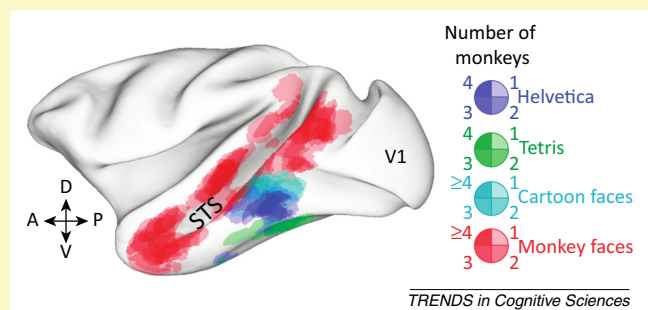 Number of
monkeys
4 1
3 2
Helvetica
4 1
3 2
Tetris
≥4 1
3 2
Cartoon faces
≥4 1
3 2
Monkey faces
V1
STS
D
A P
V
TRENDS in Cognitive Sciences